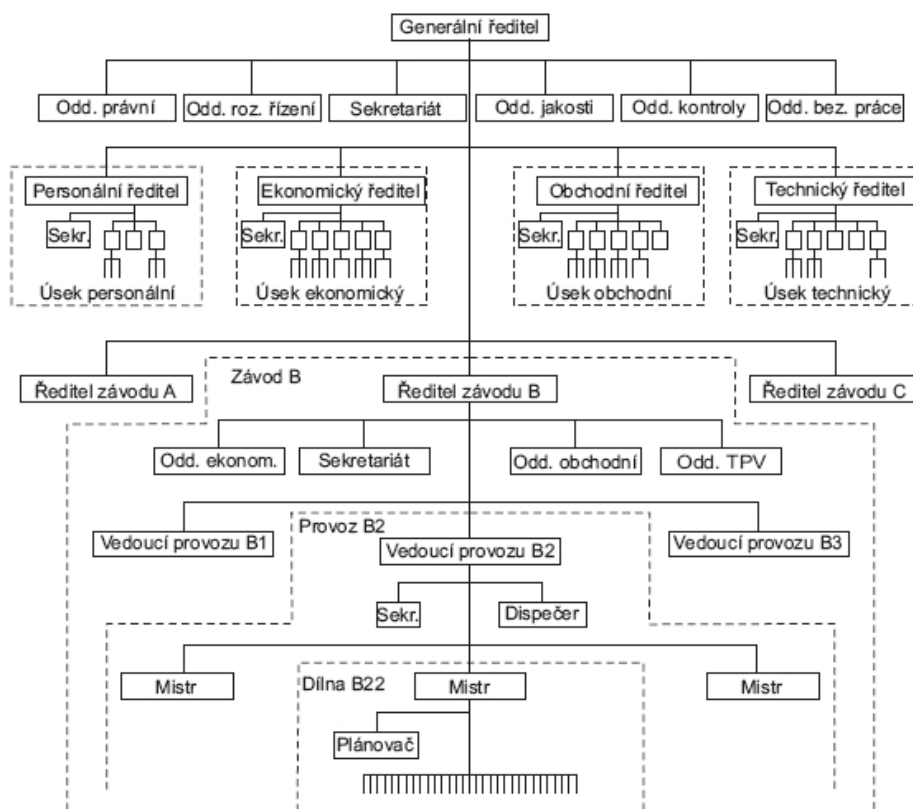 Generální ředitel
Odd. právní
Odd. roz. řízení
Sekretariát
Odd. jakosti
Odd. kontroly
Odd. bez. práce
Personální ředitel
Ekonomický ředitel
Obchodní ředitel
Technický ředitel
Sekr.
Sekr.
Sekr.
Sekr.
Úsek personální
Úsek ekonomický
Úsek obchodní
Úsek technický
Závod B
Ředitel závodu A
Ředitel závodu B
Ředitel závodu C
Odd. ekonom.
Sekretariát
Odd. obchodní
Odd. TPV
Provoz B2
Vedoucí provozu B1
Vedoucí provozu B2
Vedoucí provozu B3
Sekr.
Dispečer
Mistr
Dílna B22
Mistr
Mistr
Plánovač